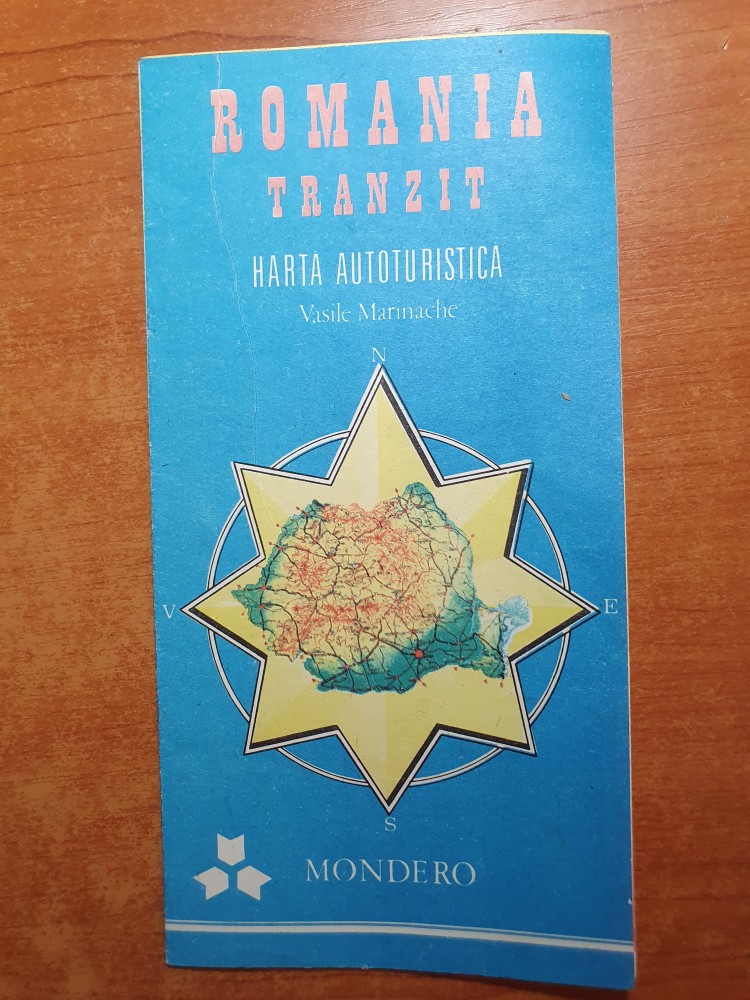 ROMANIA
TRANZIT
HARTA AUTOTURISTICA
Vasile Marinache
N
V
E
S
MONDERO